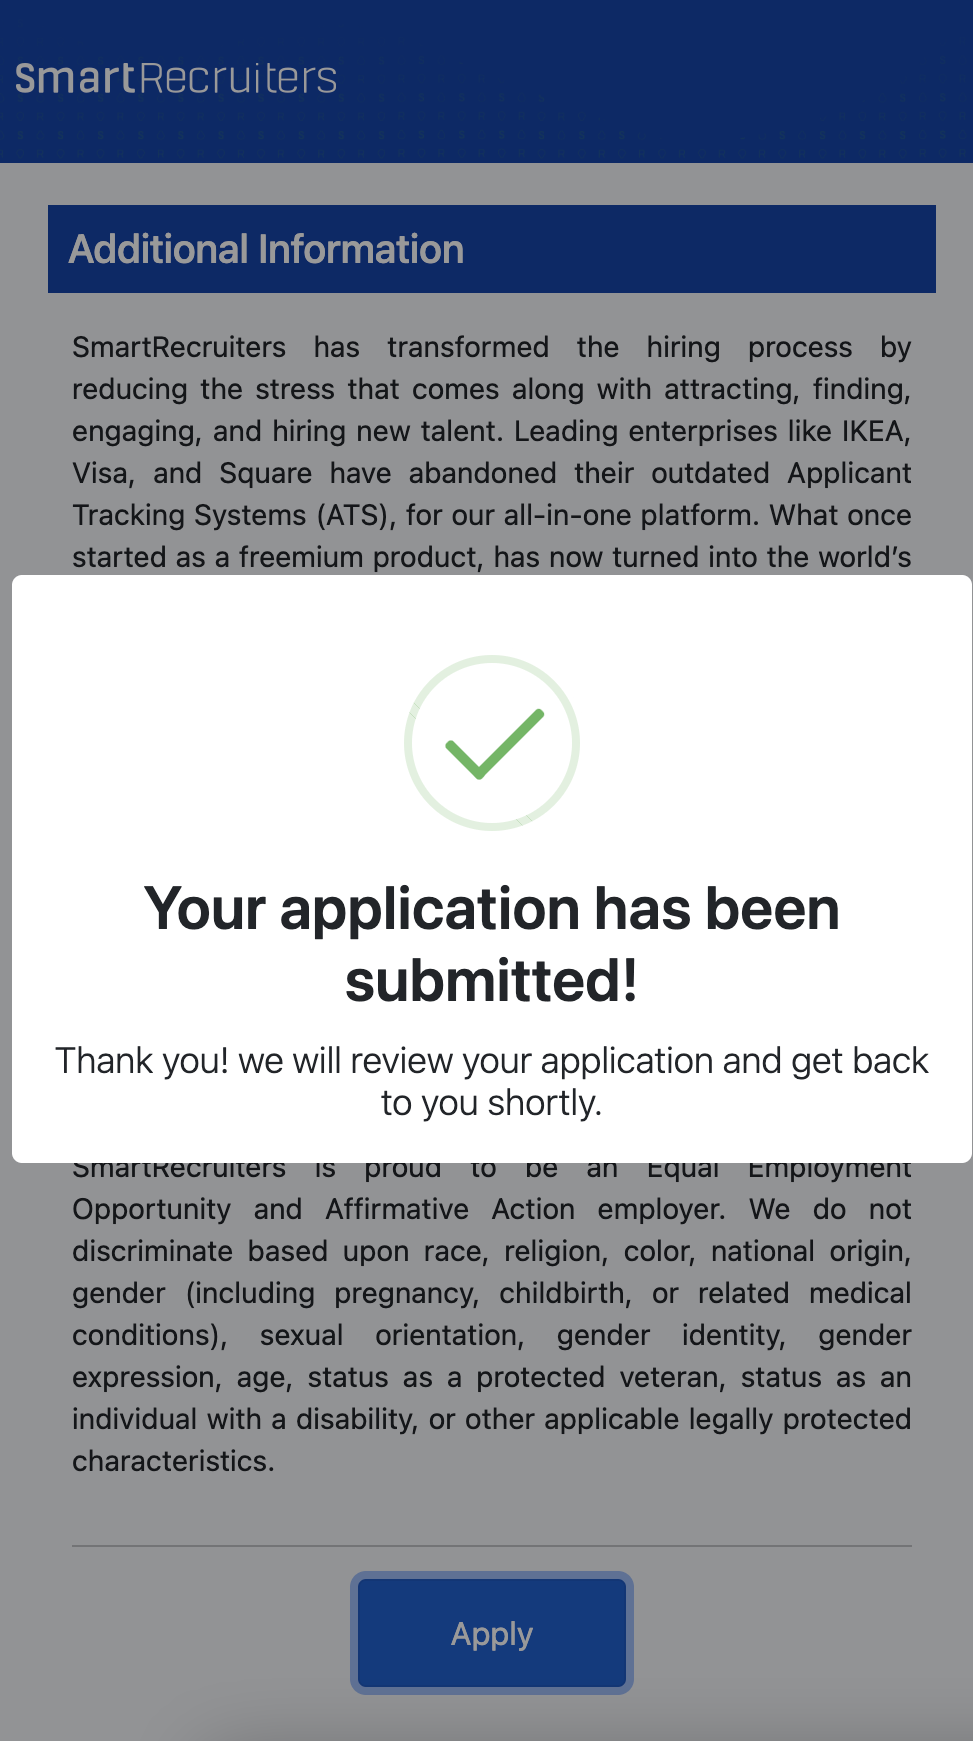 SmartRecruiters
Additional Information
SmartRecruiters has transformed the hiring process by
reducing the stress that comes along with attracting, finding,
engaging, and hiring new talent. Leading enterprises like IKEA,
Visa, and Square have abandoned their outdated Applicant
Tracking Systems (ATS), for our all-in-one platform. What once
started as a freemium product, has now turned into the world’s
Your application has been
submitted!
Thank you! we will review your application and get back
to you shortly.
SmartRecruiters is proud to be an Equal Employment
Opportunity and Affirmative Action employer. We do not
discriminate based upon race, religion, color, national origin,
gender (including pregnancy, childbirth, or related medical
conditions), sexual orientation, gender identity, gender
expression, age, status as a protected veteran, status as an
individual with a disability, or other applicable legally protected
characteristics.
Apply